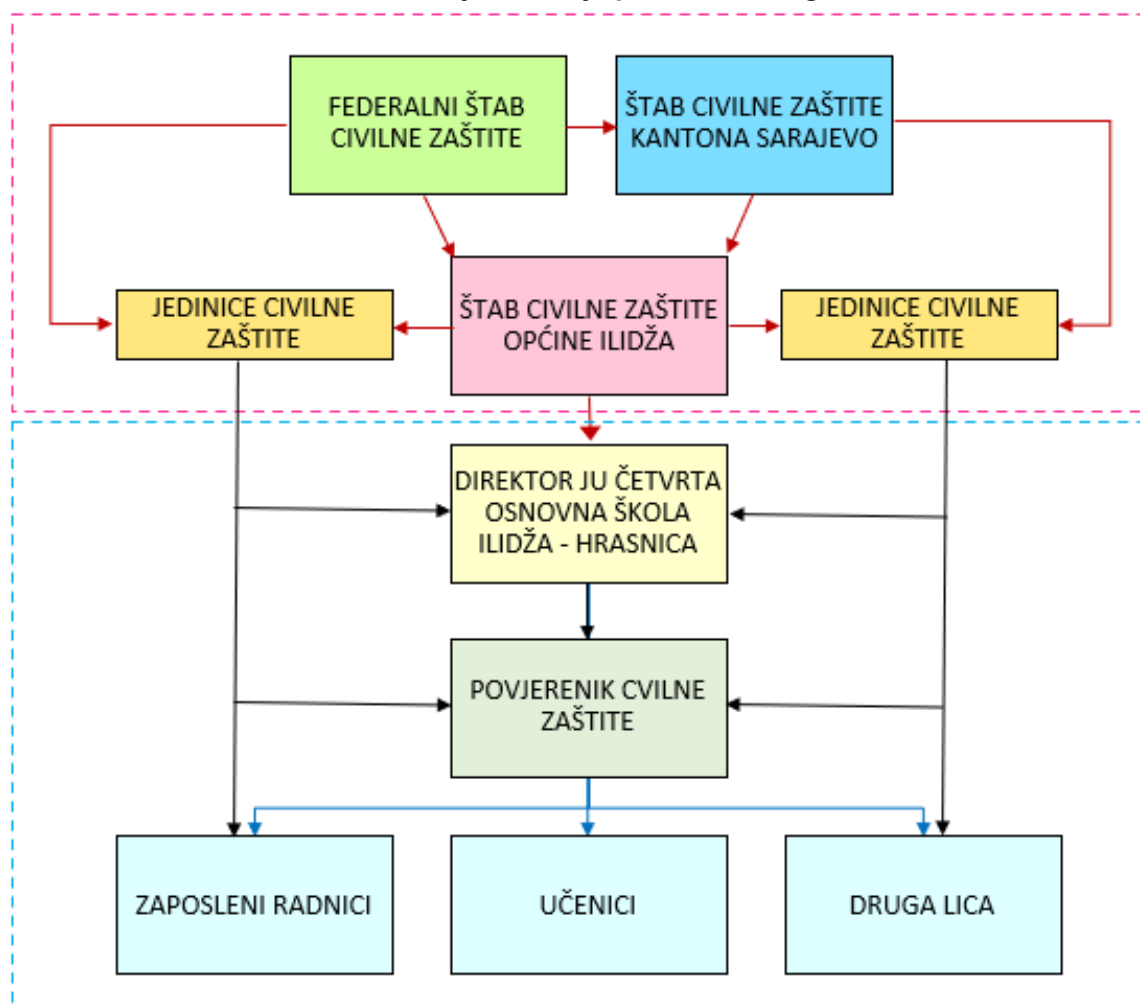 FEDERALNI ŠTAB
CIVILNE ZAŠTITE
ŠTAB CIVILNE ZAŠTITE
KANTONA SARAJEVO
JEDINICE CIVILNE
ZAŠTITE
ŠTAB CIVILNE ZAŠTITE
OPĆINE ILIDŽA
JEDINICE CIVILNE
ZAŠTITE
DIREKTOR JU ČETVRTA
OSNOVNA ŠKOLA
ILIDŽA - HRASNICA
POVJERENIK CVILNE
ZAŠTITE
ZAPOSLENI RADNICI
UČENICI
DRUGA LICA